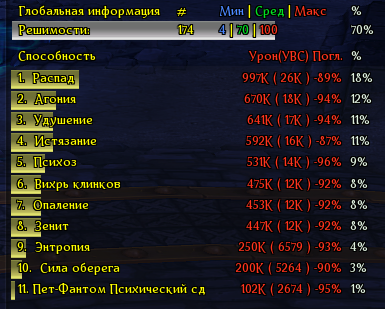 Глобальная информация # Мин | Сред | Макс %
Решимости: 174 4 | 70 | 100 70%
Способность Урон(УВС) Погл. %
1. Распад 997K ( 26K ) -89% 18%
2. Агония 670K ( 18K ) -94% 12%
3. Удушение 641K ( 17K ) -94% 11%
4. Истязание 592K ( 16K ) -87% 11%
5. Психоз 531K ( 14K ) -96% 9%
6. Вихрь клинков 475K ( 12K ) -92% 8%
7. Опаление 453K ( 12K ) -92% 8%
8. Зенит 447K ( 12K ) -92% 8%
9. Энтропия 250K ( 6579 ) -93% 4%
10. Сила оберега 200K ( 5264 ) -90% 3%
11. Пет-Фантом Психический сд 102K ( 2674 ) -95% 1%